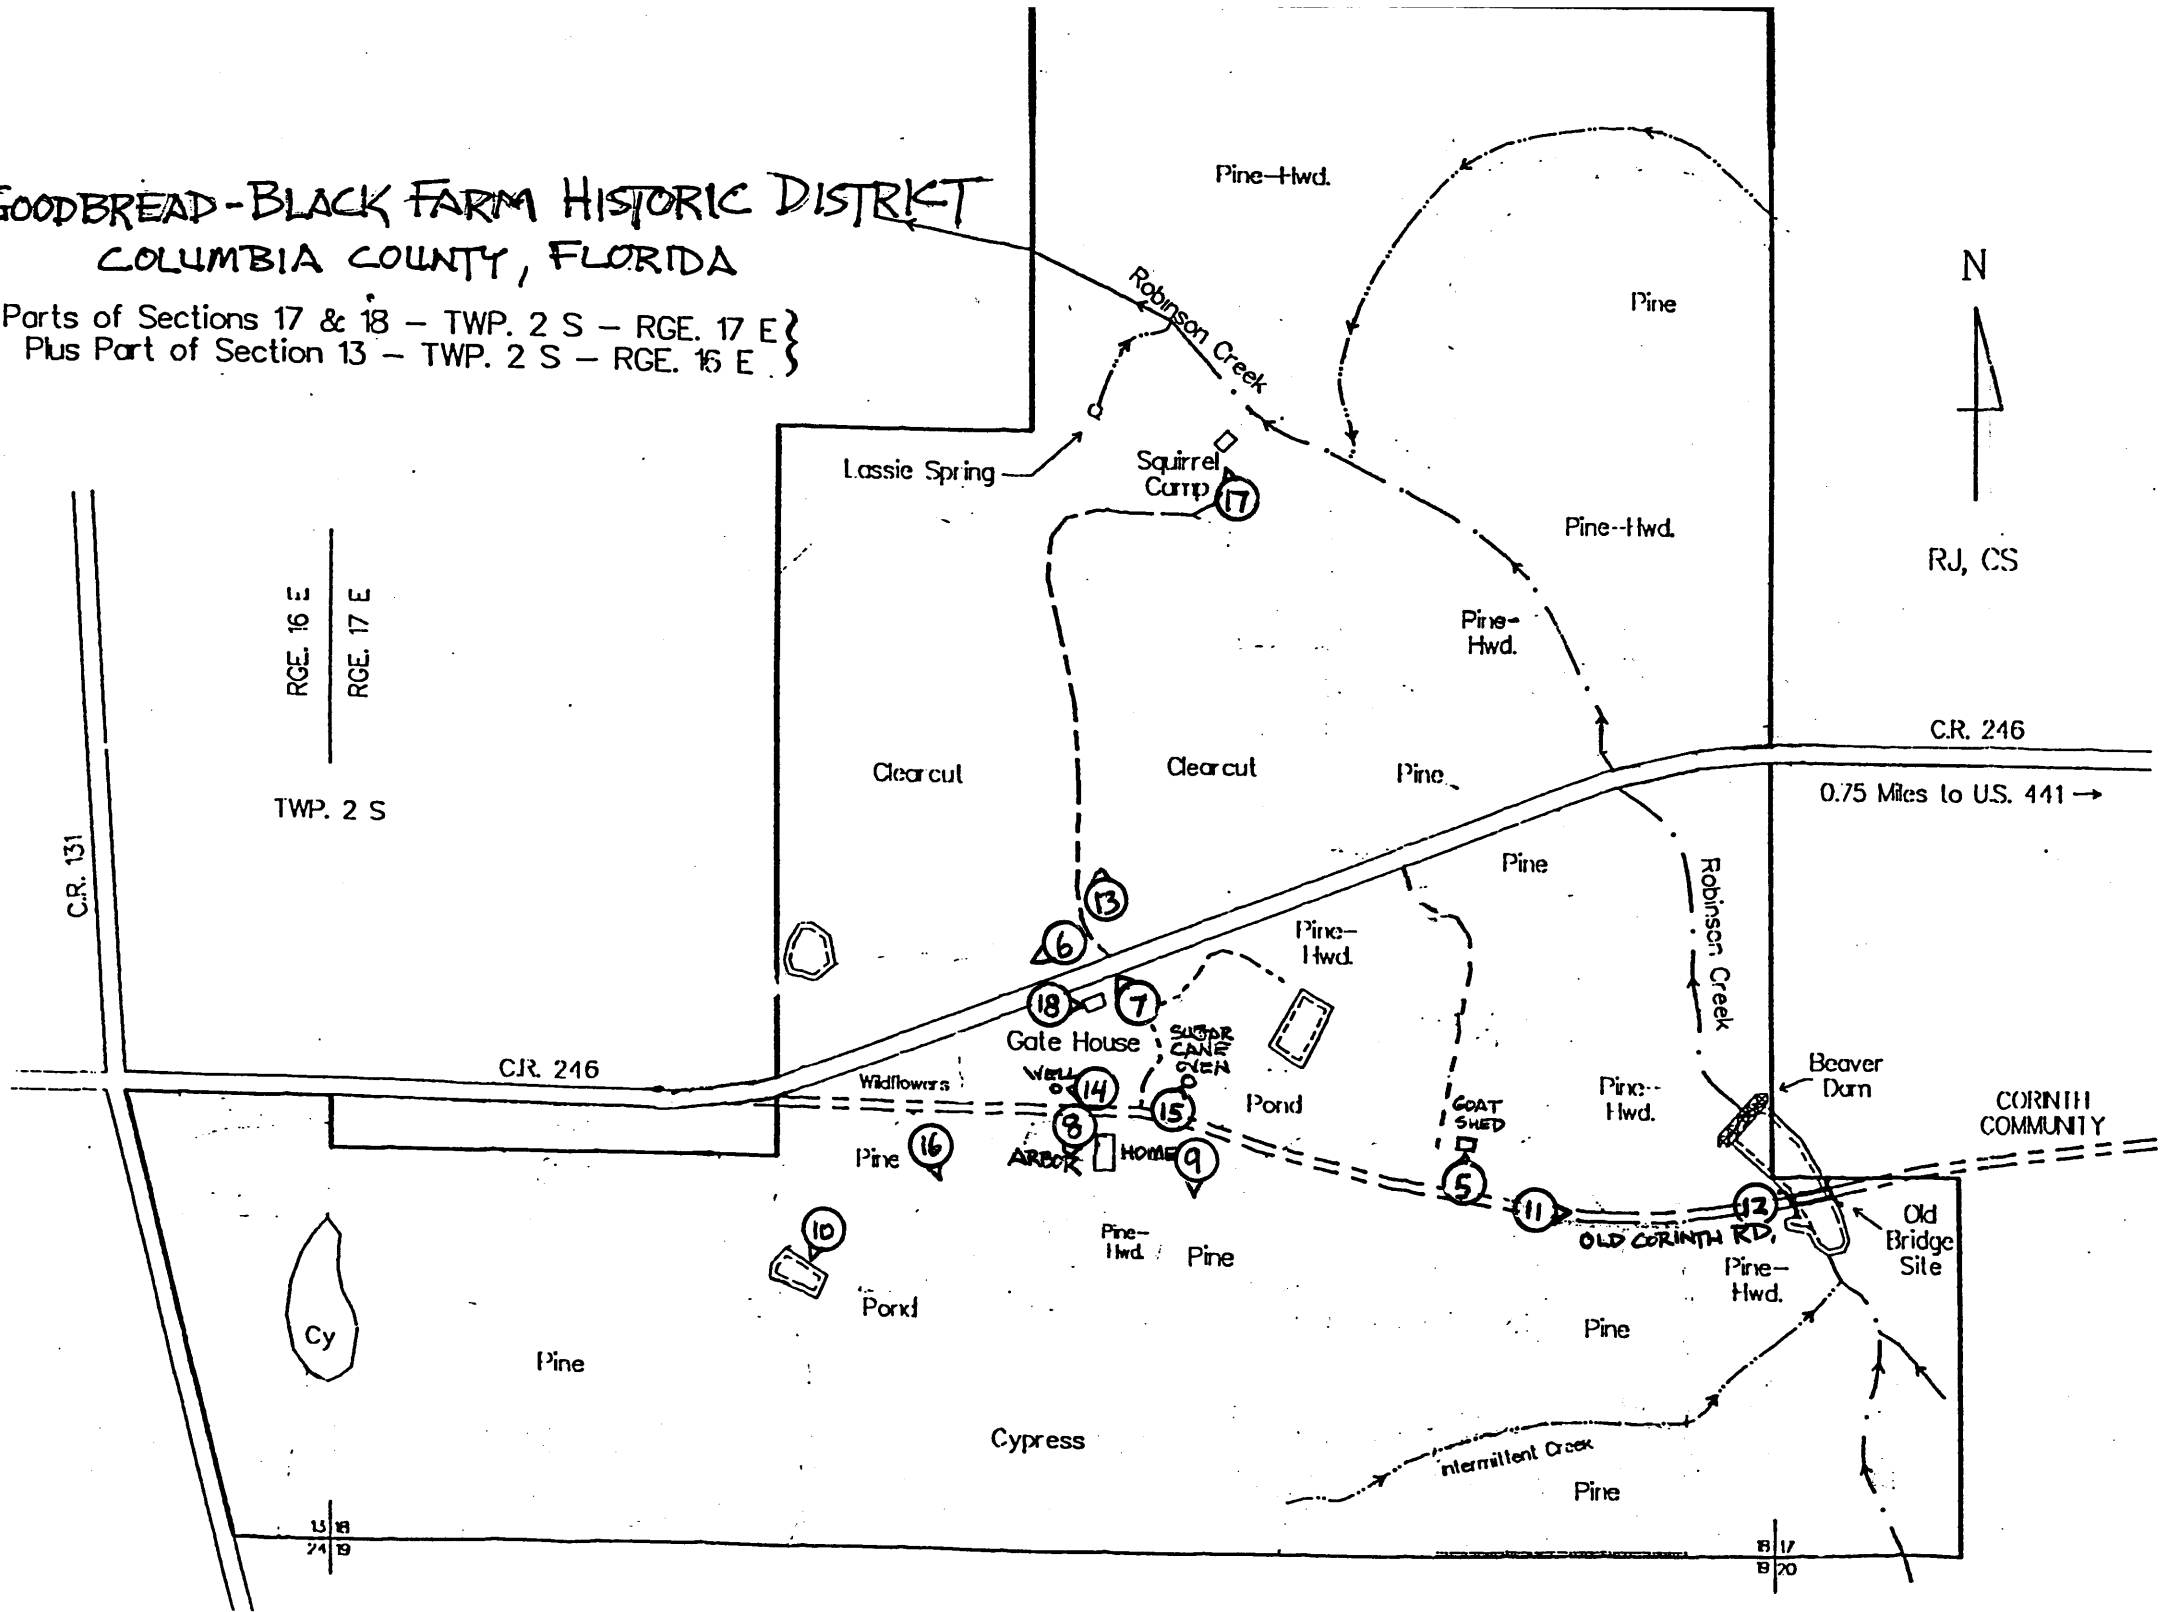 GOODBREAD-BLACK FARM HISTORIC DISTRICT
COLUMBIA COUNTY, FLORIDA
Parts of Sections 17 & 18 – TWP. 2 S – RGE. 17 E
Plus Part of Section 13 – TWP. 2 S – RGE. 16 E
Pine-Hwd.
Robinson Creek
Pine
N
RJ, CS
Lassie Spring
Squirrel
Camp
17
Pine-Hwd.
RGE. 16 E
RGE. 17 E
TWP. 2 S
Pine-
Hwd.
C.R. 246
0.75 Miles to U.S. 441
Clearcut
Clearcut
Pine
C.R. 131
Pine
13
6
Pine-
Hwd.
Robinson Creek
18
7
Gate House
SUGAR
CANE
OVEN
C.R. 246
Wildflowers
WELL
14
15
Pond
Pine-
Hwd.
Beaver
Dam
CORINTH
COMMUNITY
GOAT
SHED
8
16
Pine
ARBOR
HOME
9
5
11
12
OLD CORINTH RD.
Old
Bridge
Site
10
Pine-
Hwd.
Pine
Pine-
Hwd.
Pond
Cy
Pine
Pine
Cypress
Intermittent Creek
Pine
13 18
24 19
18 17
19 20